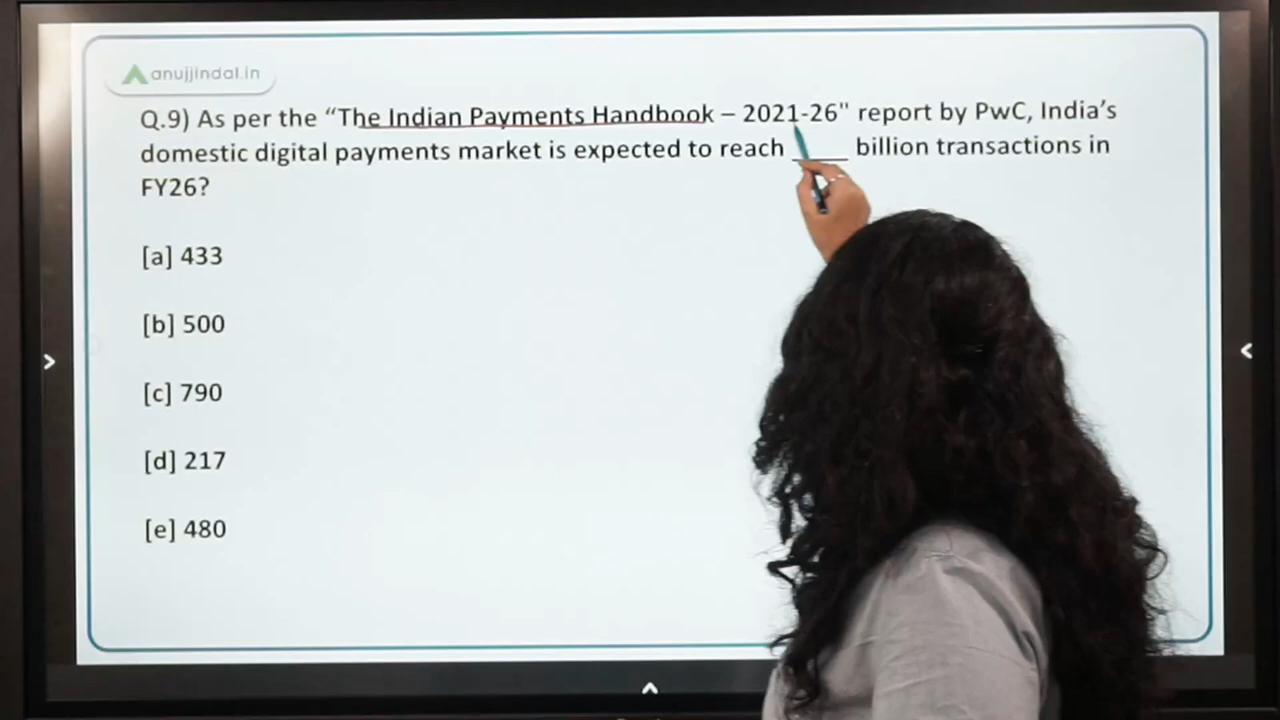 anujjindal.in
Q.9) As per the “The Indian Payments Handbook – 2021-26" report by PwC, India’s
domestic digital payments market is expected to reach ____ billion transactions in
FY26?
[a] 433
[b] 500
[c] 790
[d] 217
[e] 480